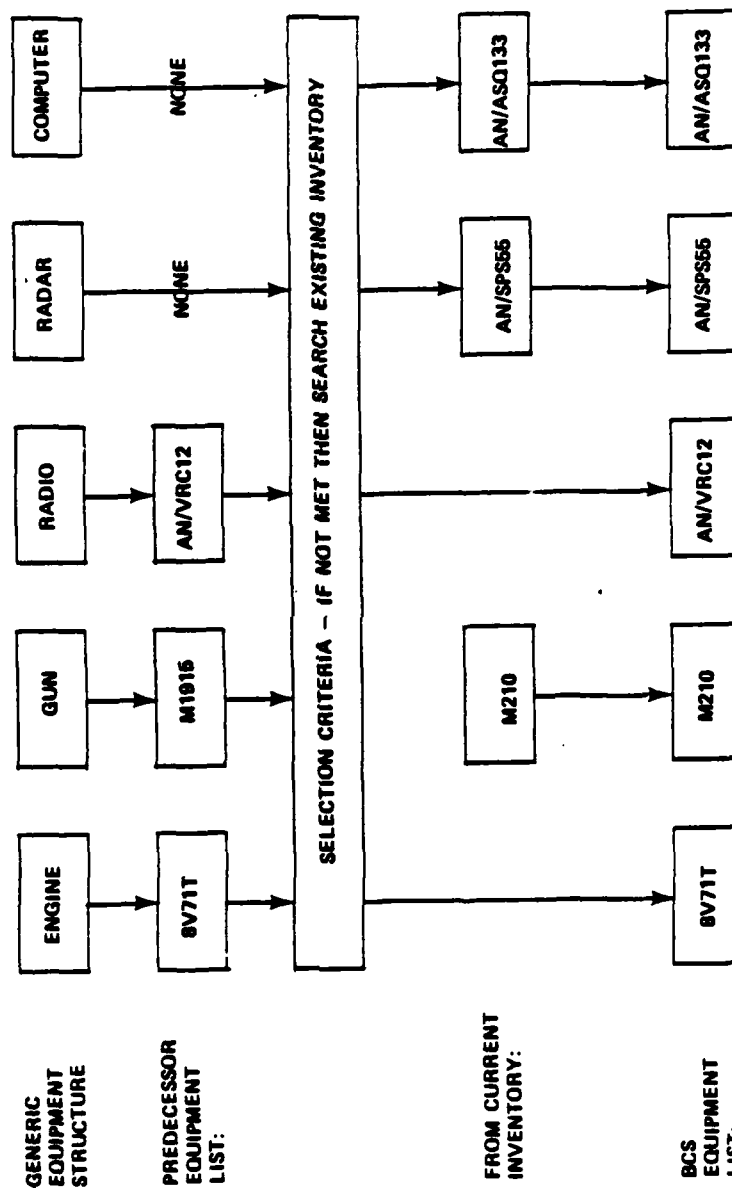 GENERIC
EQUIPMENT
STRUCTURE
ENGINE
GUN
RADIO
RADAR
COMPUTER
PREDECESSOR
EQUIPMENT
LIST:
8V71T
M1915
AN/VRC12
NONE
NONE
SELECTION CRITERIA – IF NOT MET THEN SEARCH EXISTING INVENTORY
FROM CURRENT
INVENTORY:
M210
AN/SPS55
AN/ASQ133
BCS
EQUIPMENT
LIST:
8V71T
M210
AN/VRC12
AN/SPS55
AN/ASQ133